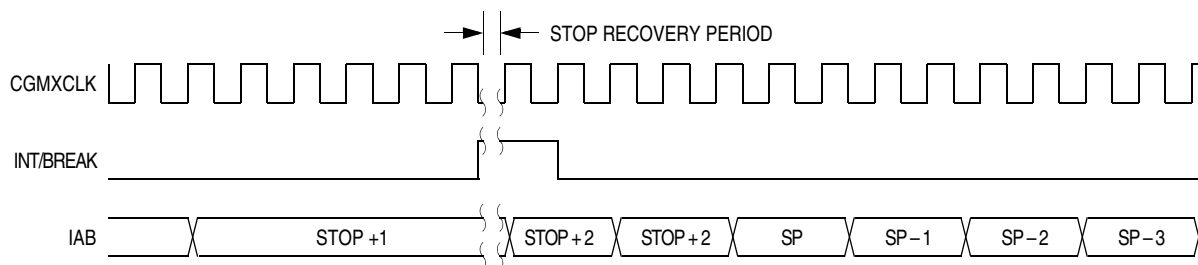 STOP RECOVERY PERIOD
CGMXCLK
INT/BREAK
IAB STOP +1 STOP + 2 STOP + 2 SP SP – 1 SP – 2 SP – 3